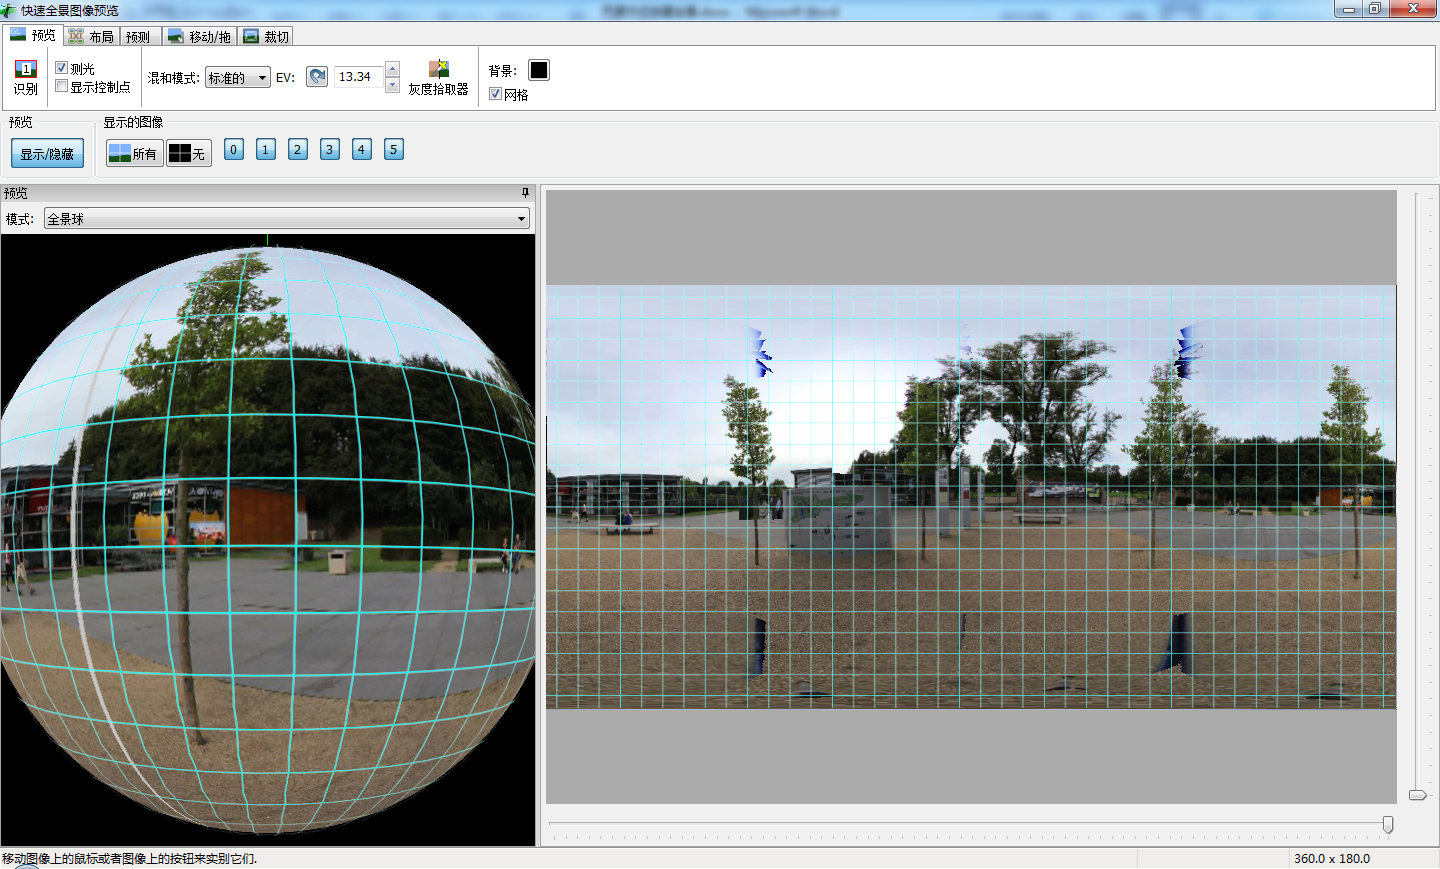 快速全景图像预览
预览 布局 预测 移动/拖 裁切
1
识别
测光
显示控制点
混和模式: 标准的 EV: 13.34
灰度拾取器
背景:
网格
预览 显示的图像
显示/隐藏 所有 无 0 1 2 3 4 5
预览
模式: 全景球
移动图像上的鼠标或者图像上的按钮来实别它们.
360.0 x 180.0